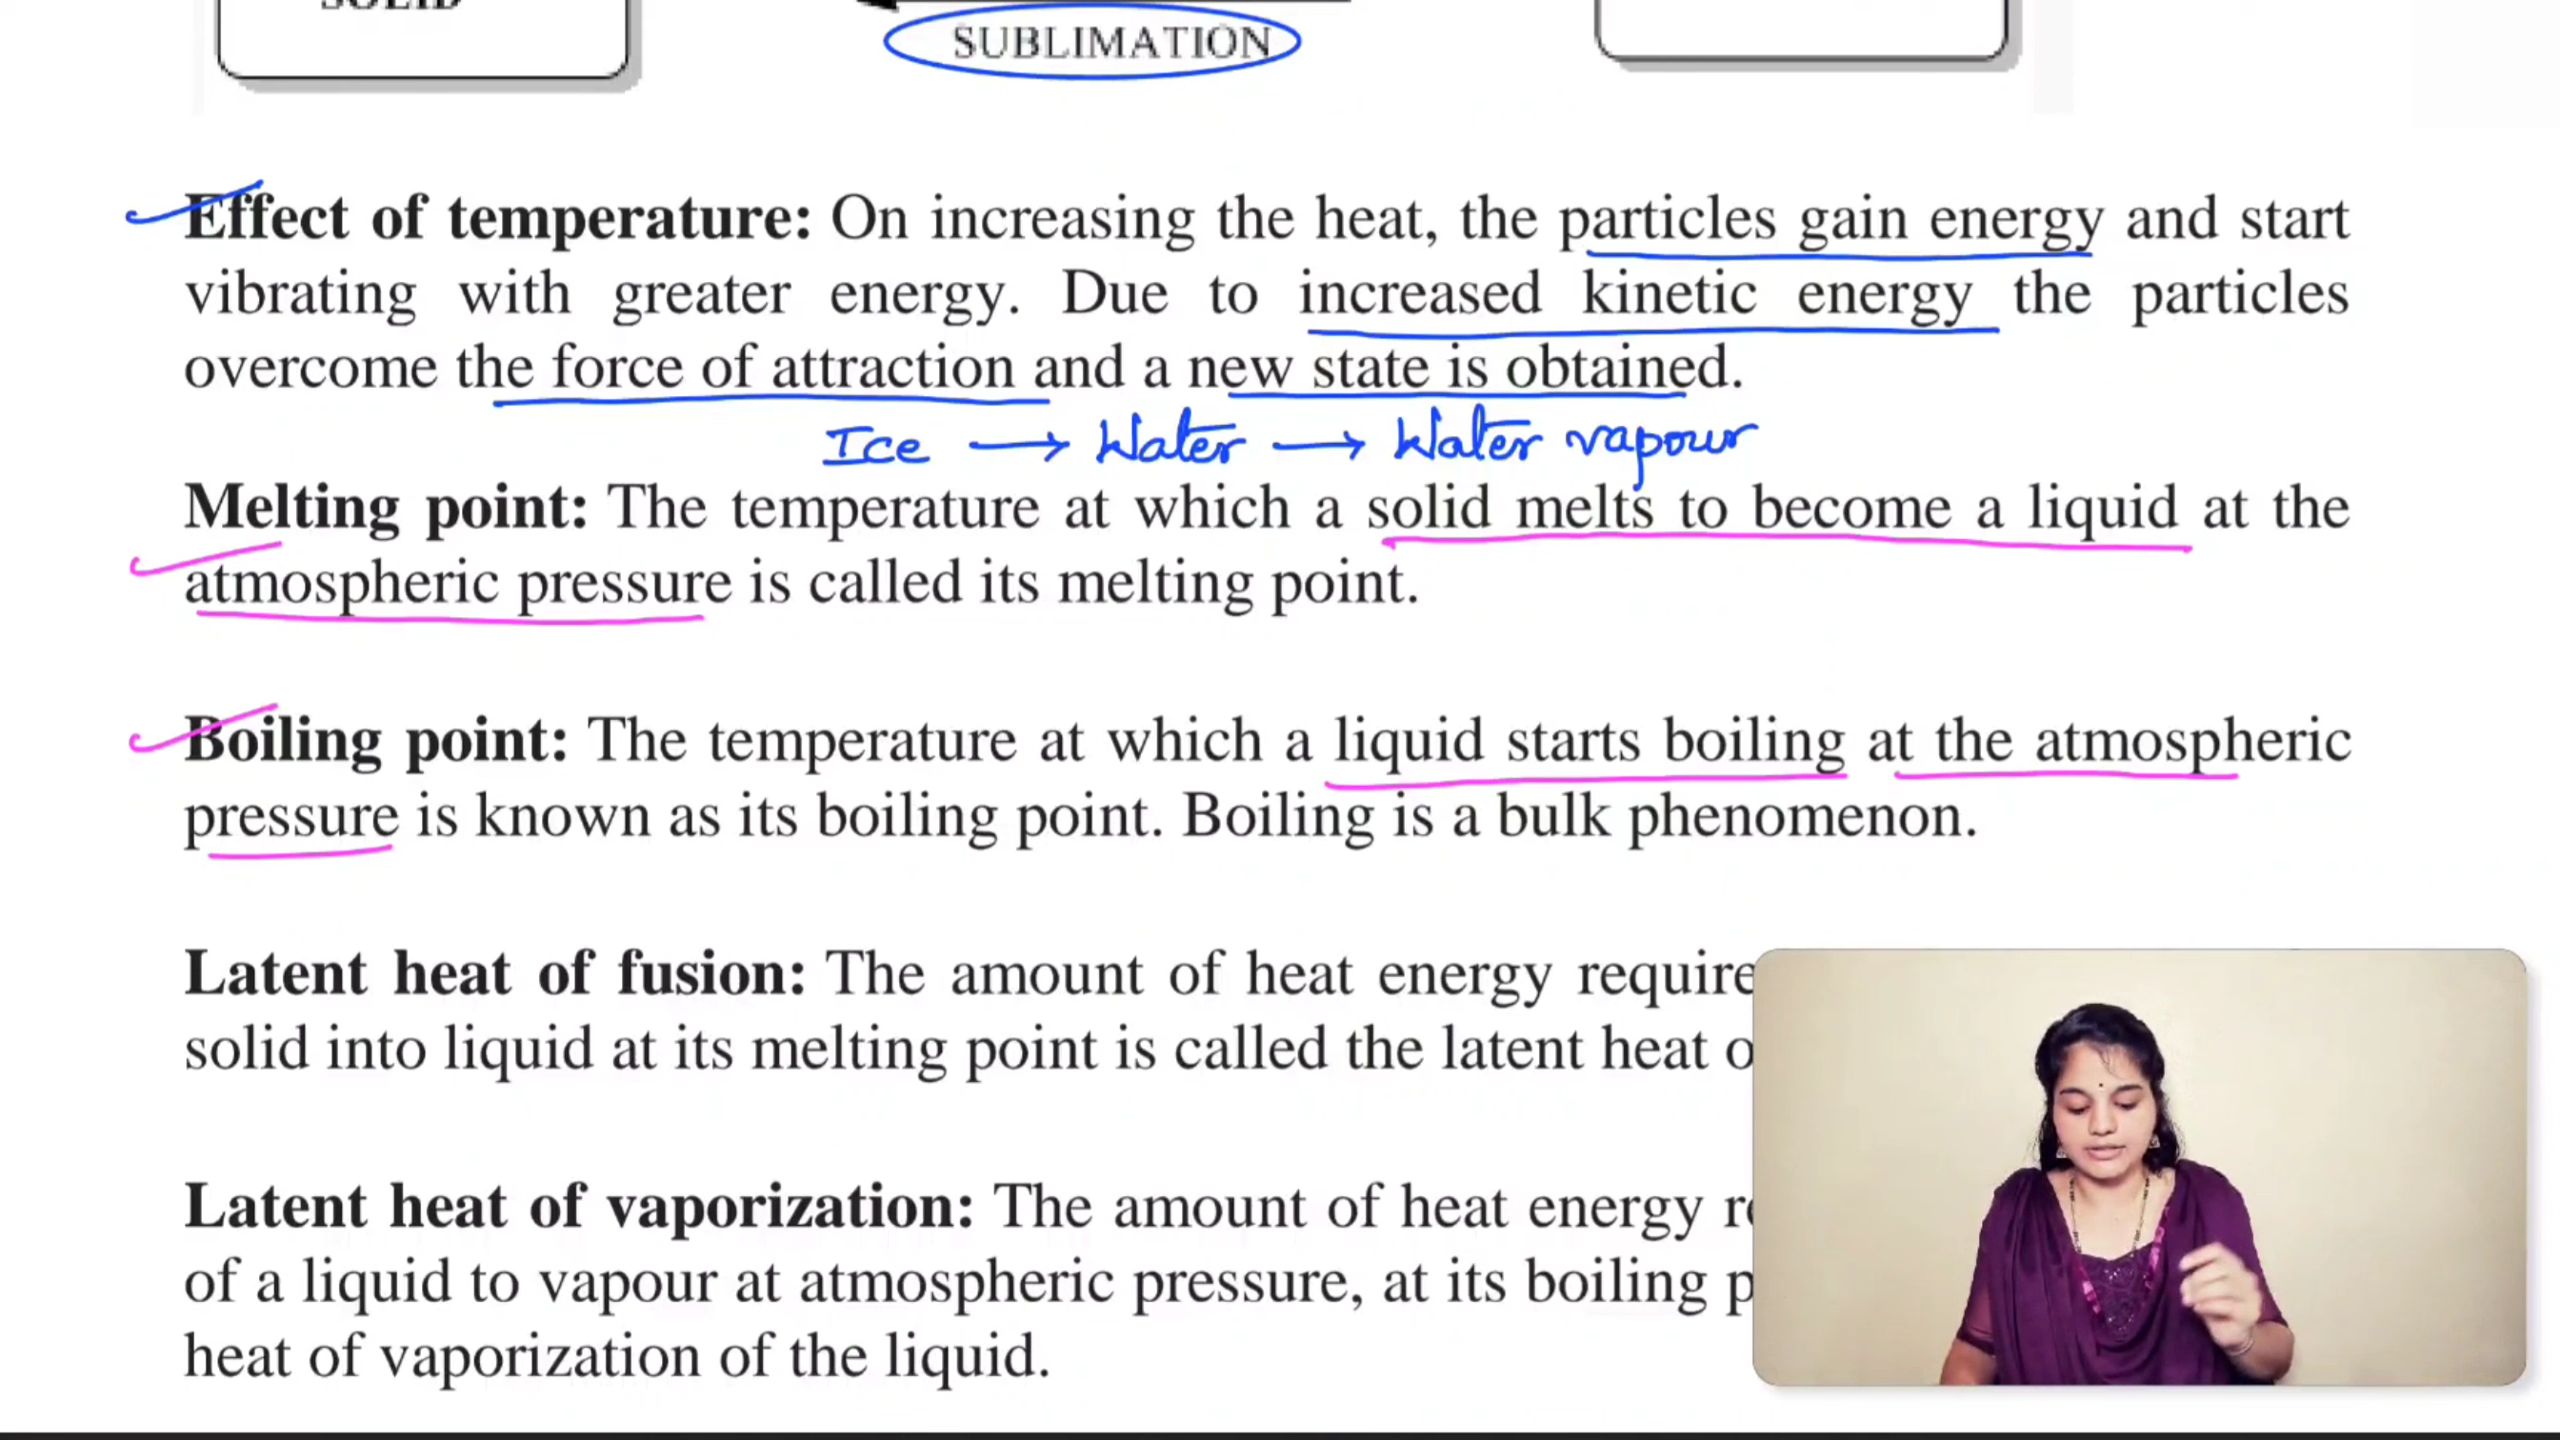 SOLID
SUBLIMATION
Effect of temperature: On increasing the heat, the particles gain energy and start
vibrating with greater energy. Due to increased kinetic energy the particles
overcome the force of attraction and a new state is obtained.
Ice → Water → Water vapour
Melting point: The temperature at which a solid melts to become a liquid at the
atmospheric pressure is called its melting point.
Boiling point: The temperature at which a liquid starts boiling at the atmospheric
pressure is known as its boiling point. Boiling is a bulk phenomenon.
Latent heat of fusion: The amount of heat energy require
solid into liquid at its melting point is called the latent heat o
Latent heat of vaporization: The amount of heat energy re
of a liquid to vapour at atmospheric pressure, at its boiling p
heat of vaporization of the liquid.